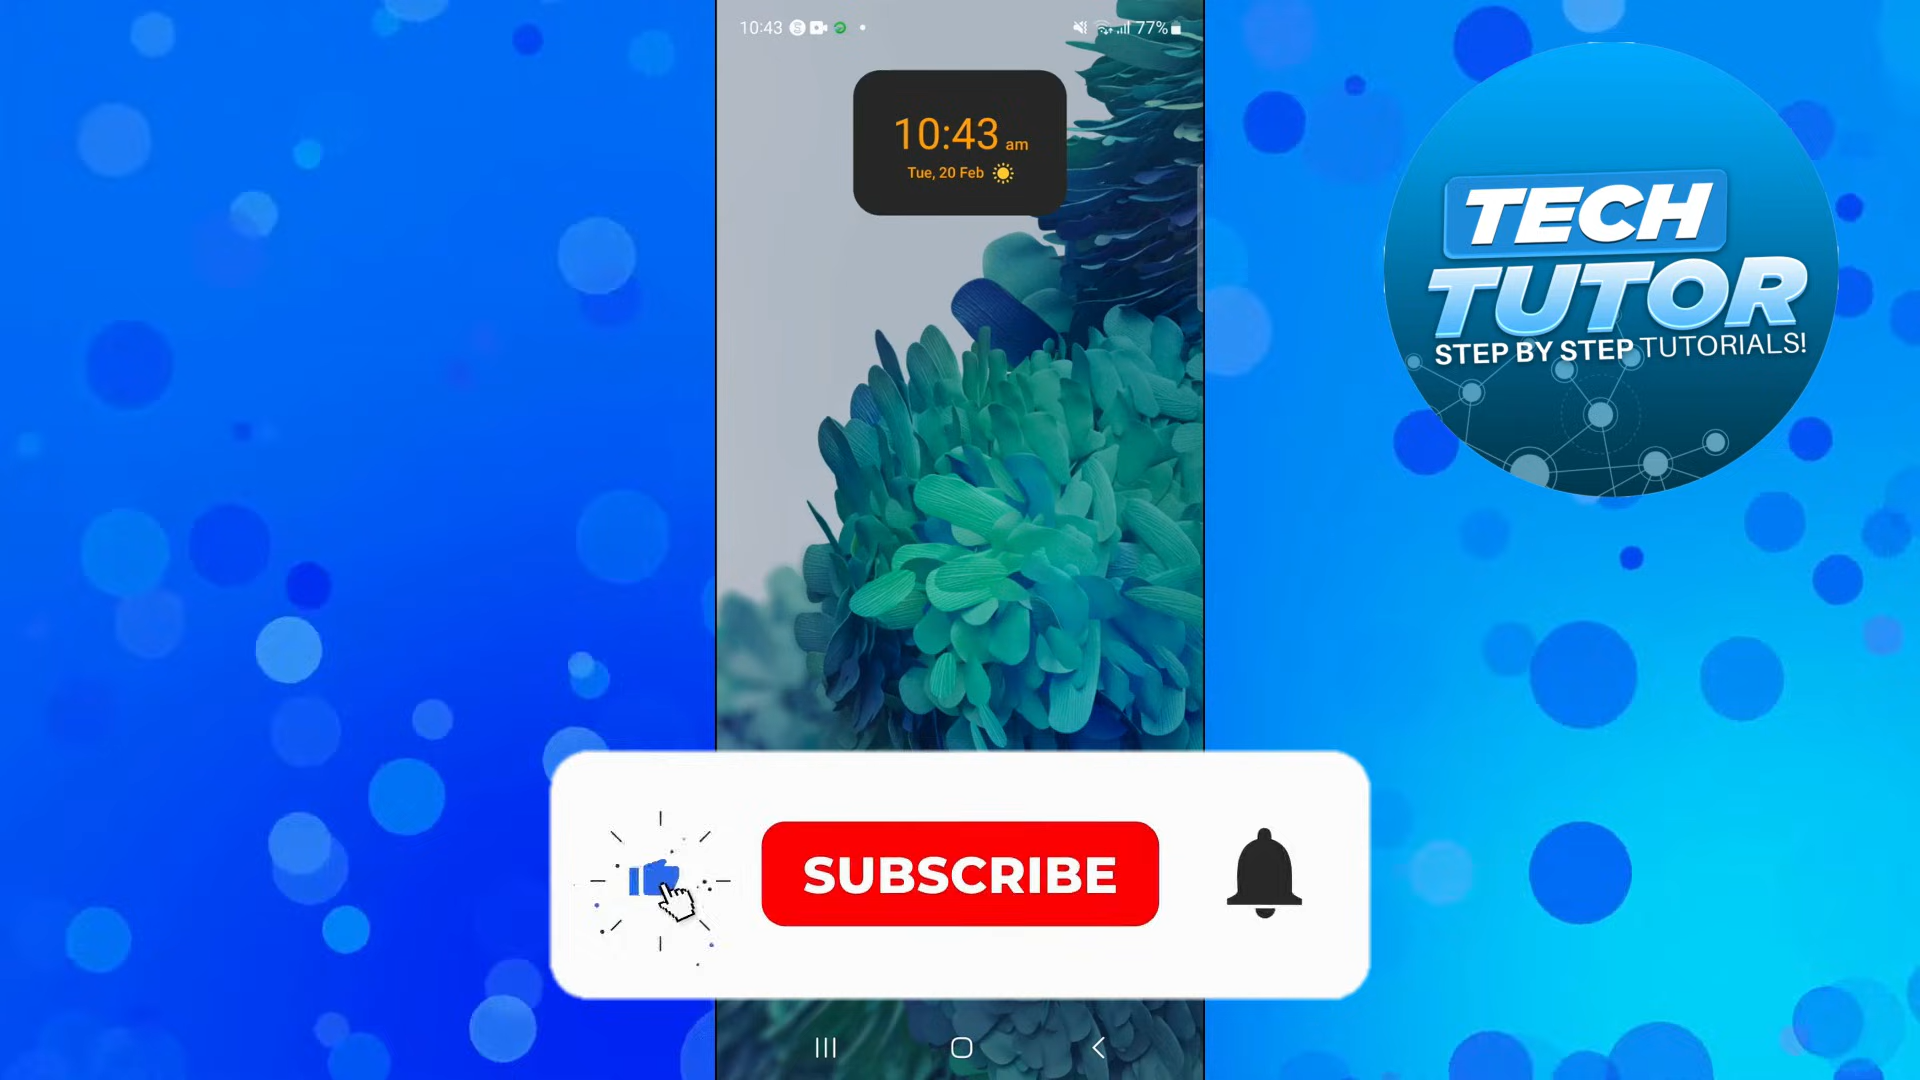 10:43
77%
10:43 am
Tue, 20 Feb
TECH
TUTOR
STEP BY STEP TUTORIALS!
SUBSCRIBE